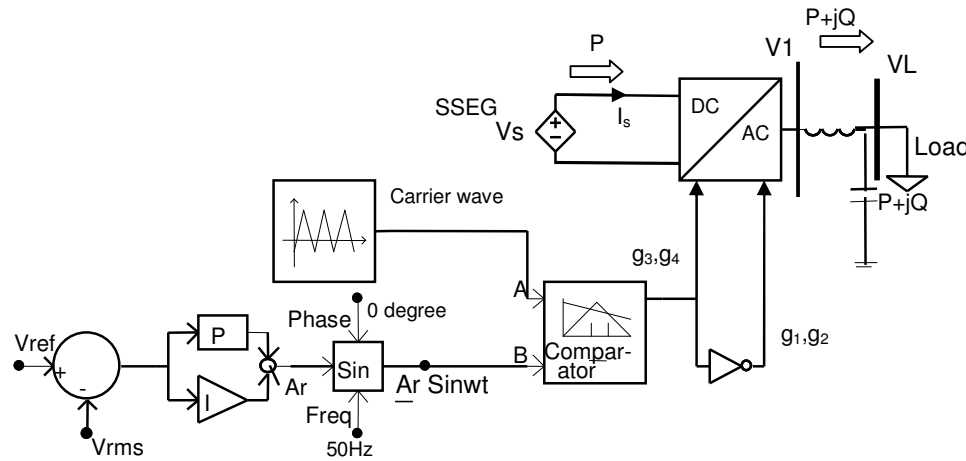 P
P+jQ
V1
VL
SSEG
Vs
+
-
Is
DC
AC
Load
P+jQ
Carrier wave
g3,g4
g1,g2
A
B
Compar-
ator
+
Phase
0 degree
Vref
+
-
Vrms
P
I
Ar
Sin
Ar Sinwt
Freq
50Hz